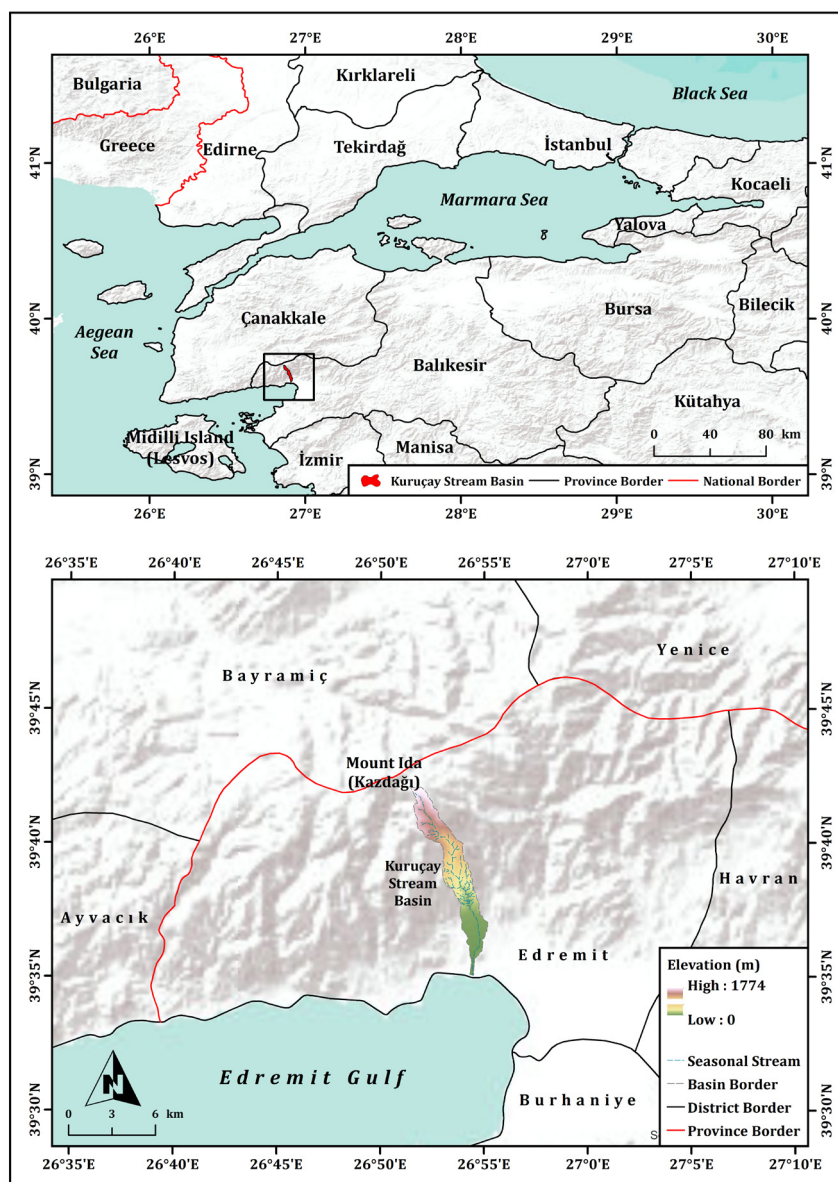 26°E 27°E 28°E 29°E 30°E
Bulgaria
Kırklareli
Black Sea
Greece
Edirne
Tekirdağ
İstanbul
41°N
41°N
Kocaeli
Marmara Sea
Yalova
40°N
40°N
Çanakkale
Bursa
Bilecik
Aegean
Sea
Balıkesir
Kütahya
Midilli Island
(Lesvos)
İzmir
Manisa
0 40 80 km
39°N
39°N
Kuruçay Stream Basin Province Border National Border
26°E 27°E 28°E 29°E 30°E
26°35'E 26°40'E 26°45'E 26°50'E 26°55'E 27°0'E 27°5'E 27°10'E
Yenice
Bayramiç
39°45'N
39°45'N
Mount Ida
(Kazdağı)
39°40'N
39°40'N
Kuruçay
Stream
Basin
Havran
Ayvacık
Edremit
39°35'N
39°35'N
Elevation (m)
High : 1774
Low : 0
Seasonal Stream
Basin Border
District Border
Province Border
Edremit Gulf
N
0 3 6 km
Burhaniye
39°30'N
39°30'N
S
26°35'E 26°40'E 26°45'E 26°50'E 26°55'E 27°0'E 27°5'E 27°10'E